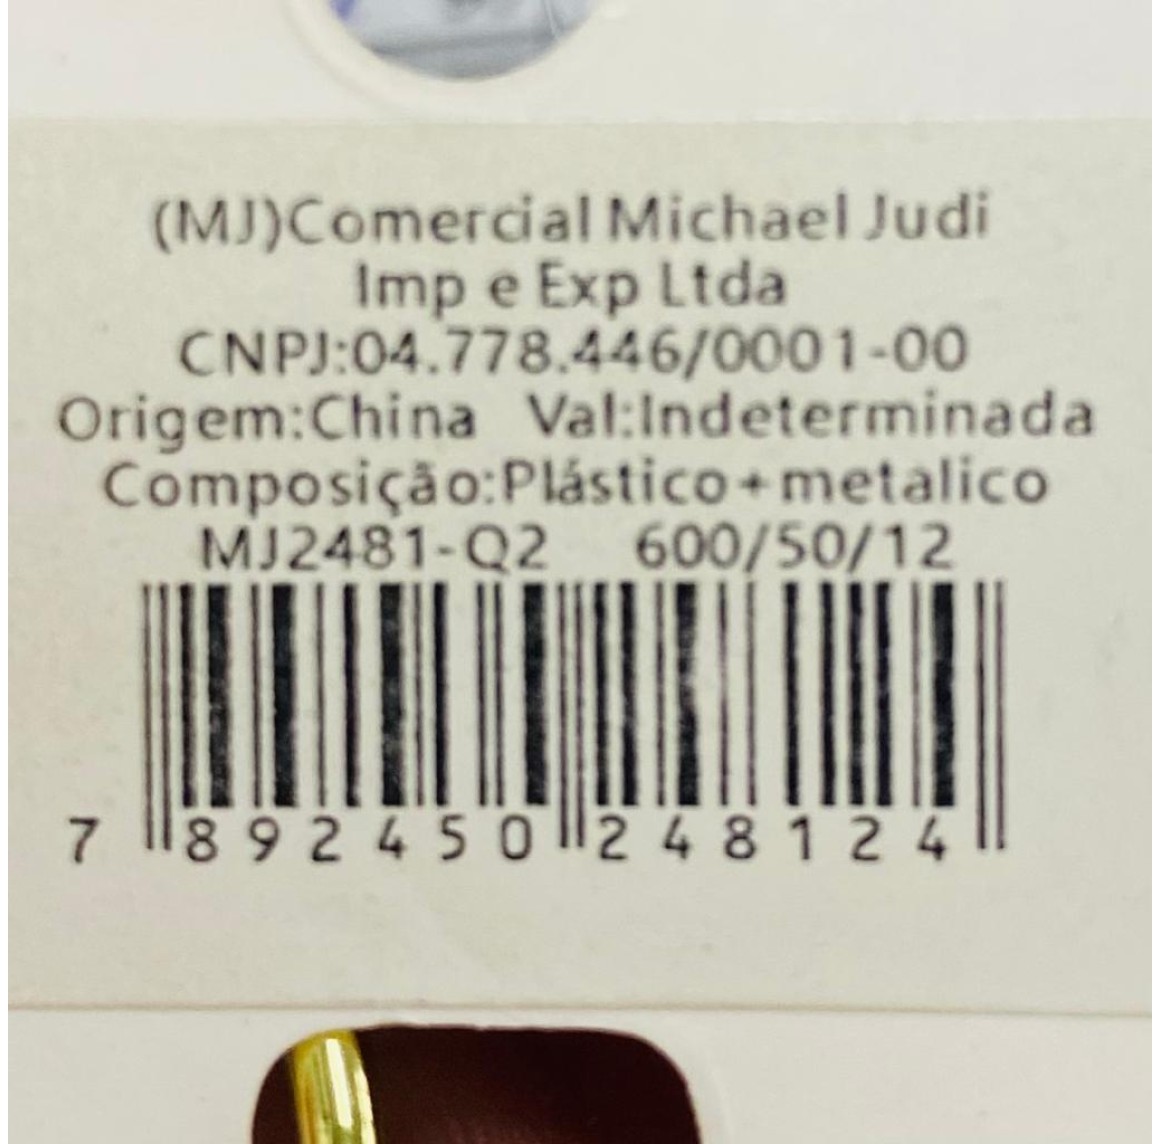 (MJ)Comercial Michael Judi
Imp e Exp Ltda
CNPJ:04.778.446/0001-00
Origem:China Val:Indeterminada
Composição:Plástico+metalico
MJ2481-Q2 600/50/12
7 892450 248124